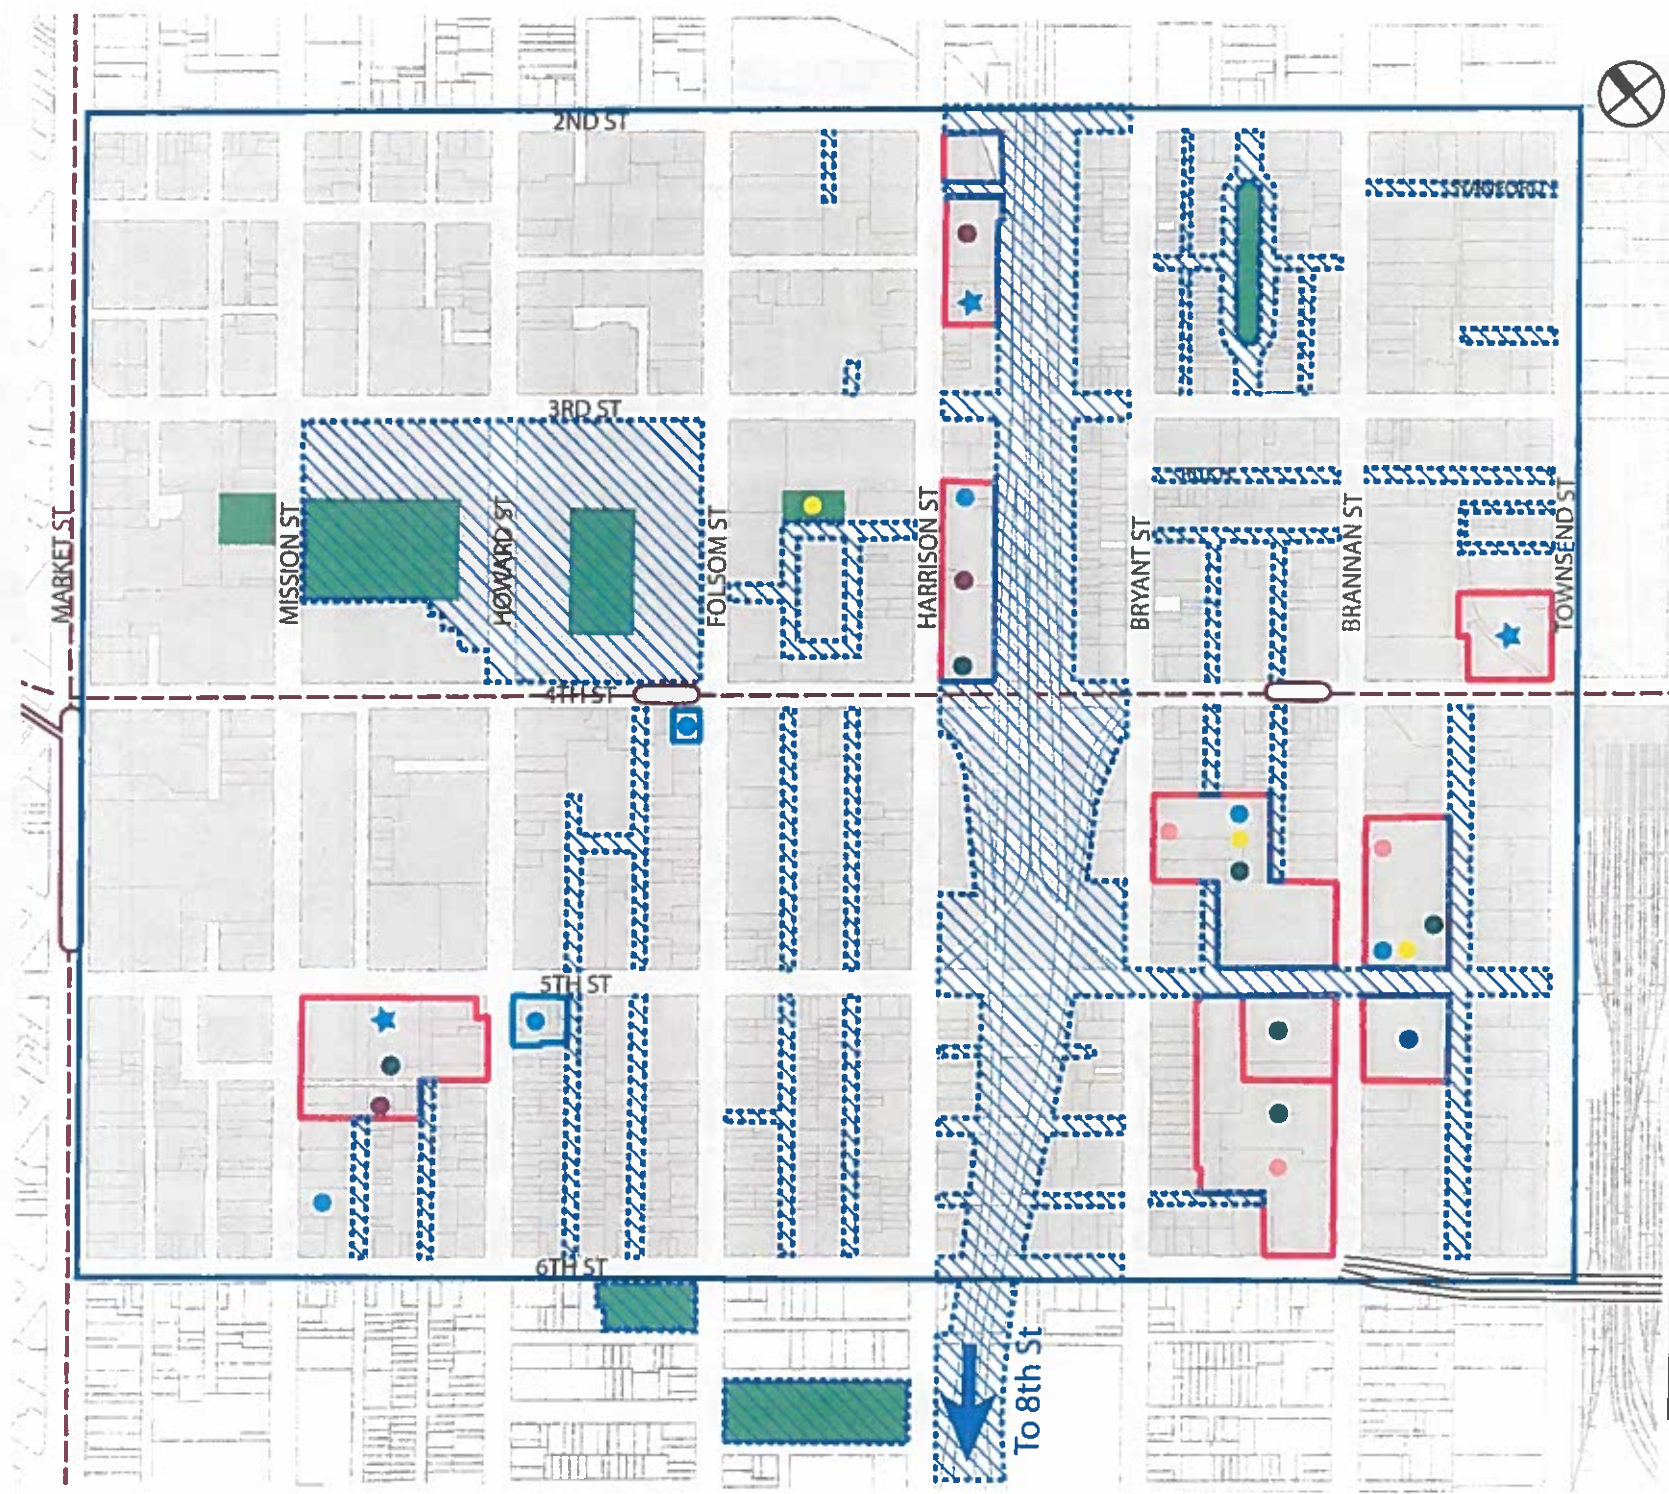 2ND ST
STANFORD
3RD ST
MARKET ST
MISSION ST
HOWARD ST
FOLSOM ST
HARRISON ST
BRYANT ST
BRANNAN ST
TOWNSEND ST
4TH ST
5TH ST
6TH ST
To 8th St